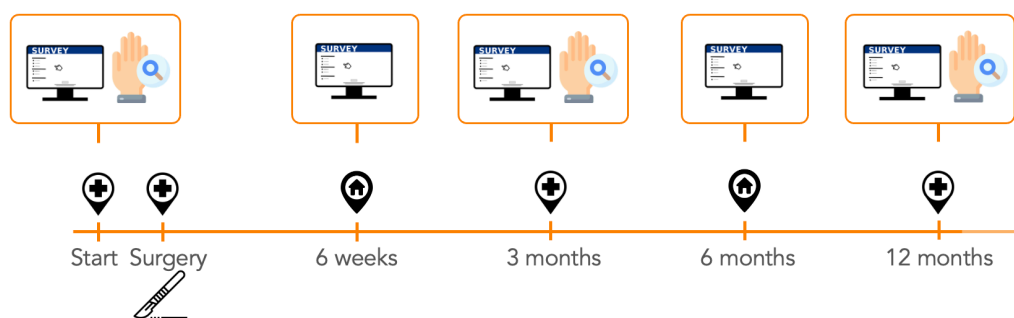 SURVEY
SURVEY
SURVEY
SURVEY
SURVEY
Start
Surgery
6 weeks
3 months
6 months
12 months